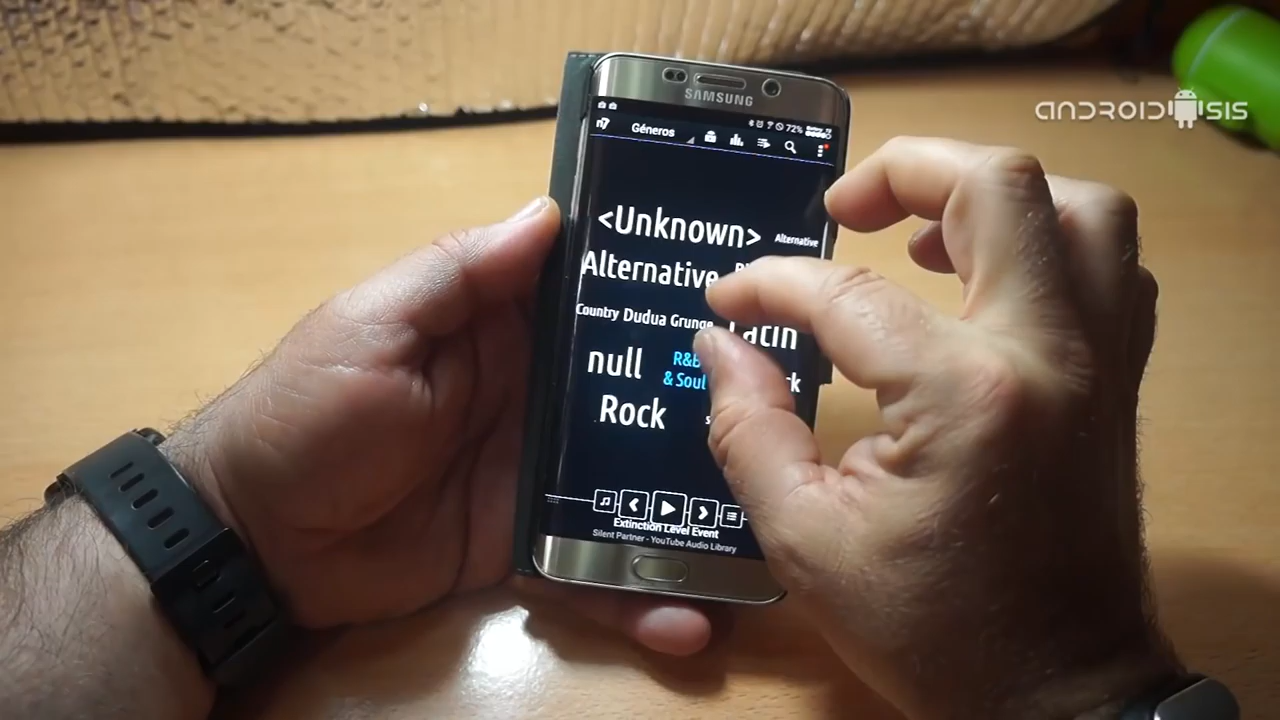 SAMSUNG
ANDROIDSIS
72%
n7 Géneros
<Unknown> Alternative
Alternative
Country Dudua Grunge Latin
null R&B
& Soul
Rock
Extinction Level Event
Silent Partner - YouTube Audio Library